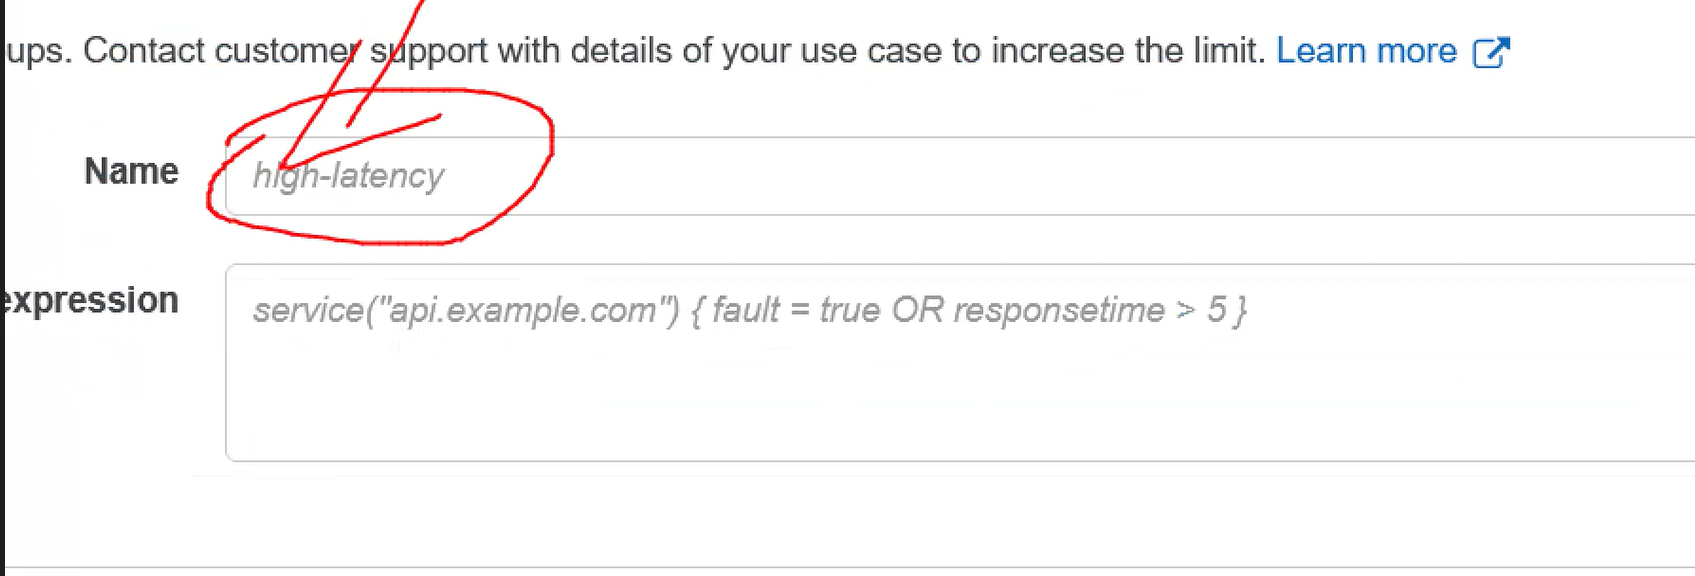 ups. Contact customer support with details of your use case to increase the limit. Learn more
Name
high-latency
expression
service("api.example.com") { fault = true OR responsetime > 5 }